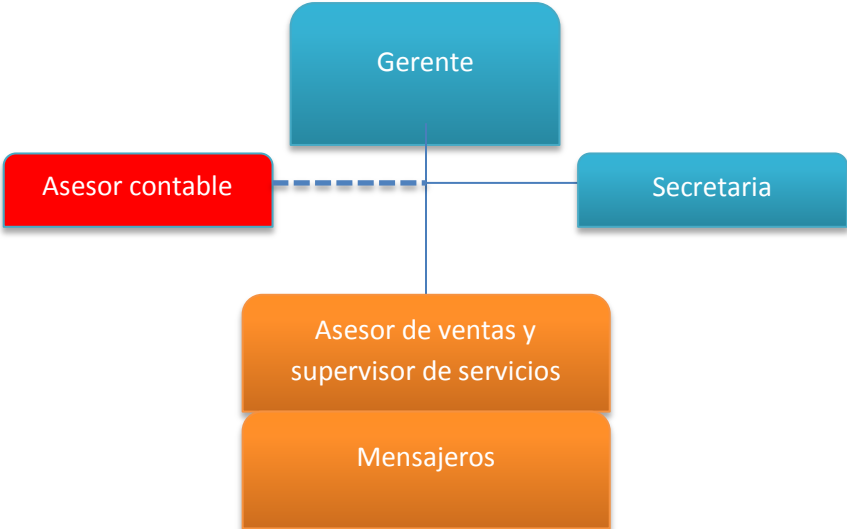 Gerente
Asesor contable
Secretaria
Asesor de ventas y
supervisor de servicios
Mensajeros